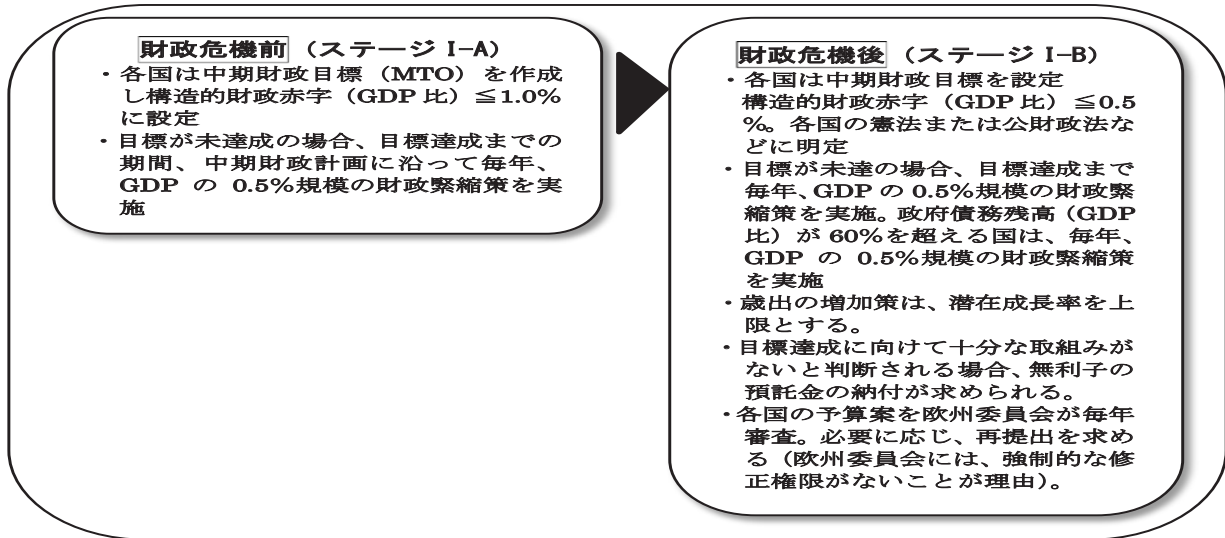 財政危機前 （ステージ I-A）
・各国は中期財政目標（MTO）を作成
し構造的財政赤字（GDP 比）≦1.0%
に設定
・目標が未達成の場合、目標達成までの
期間、中期財政計画に沿って毎年、
GDP の 0.5%規模の財政緊縮策を実
施
財政危機後 （ステージ I-B）
・各国は中期財政目標を設定
構造的財政赤字（GDP 比）≦0.5
%。各国の憲法または公財政法な
どに明定
・目標が未達の場合、目標達成まで
毎年、GDP の 0.5%規模の財政緊
縮策を実施。政府債務残高（GDP
比）が 60%を超える国は、毎年、
GDP の 0.5%規模の財政緊縮策
を実施
・歳出の増加策は、潜在成長率を上
限とする。
・目標達成に向けて十分な取組みが
ないと判断される場合、無利子の
預託金の納付が求められる。
・各国の予算案を欧州委員会が毎年
審査。必要に応じ、再提出を求め
る（欧州委員会には、強制的な修
正権限がないことが理由）。